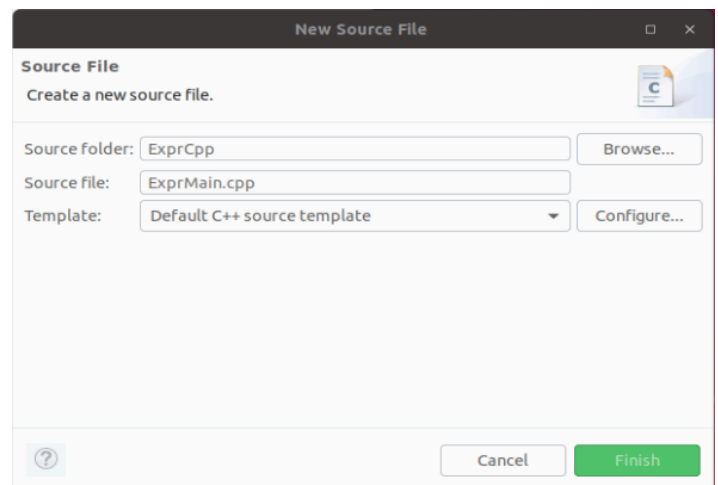 New Source File
Source File
Create a new source file.
C
Source folder: ExprCpp Browse...
Source file: ExprMain.cpp
Template: Default C++ source template Configure...
? Cancel Finish